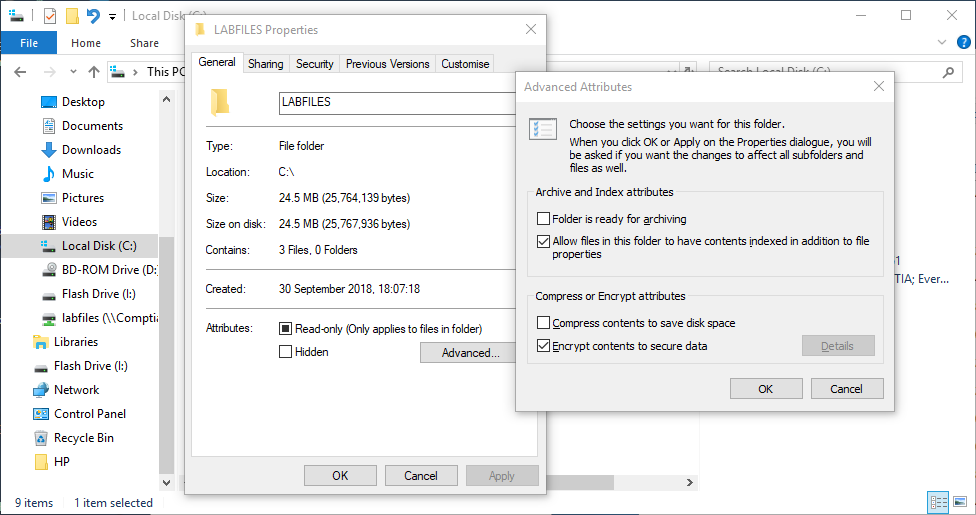 Local Disk (C:)
File
Home
Share
This PC
Search Local Disk (C:)
Desktop
Documents
Downloads
Music
Pictures
Videos
Local Disk (C:)
BD-ROM Drive (D:
Flash Drive (I:)
labfiles (\\Compti
Libraries
Flash Drive (I:)
Network
Control Panel
Recycle Bin
HP
9 items
1 item selected
LABFILES Properties
General
Sharing
Security
Previous Versions
Customise
LABFILES
Type: File folder
Location: C:\
Size: 24.5 MB (25,764,139 bytes)
Size on disk: 24.5 MB (25,767,936 bytes)
Contains: 3 Files, 0 Folders
Created: 30 September 2018, 18:07:18
Attributes: Read-only (Only applies to files in folder)
Hidden
Advanced...
OK
Cancel
Apply
Advanced Attributes
Choose the settings you want for this folder.
When you click OK or Apply on the Properties dialogue, you will
be asked if you want the changes to affect all subfolders and
files as well.
Archive and Index attributes
Folder is ready for archiving
Allow files in this folder to have contents indexed in addition to file
properties
Compress or Encrypt attributes
Compress contents to save disk space
Encrypt contents to secure data
Details
OK
Cancel
TIA; Ever...